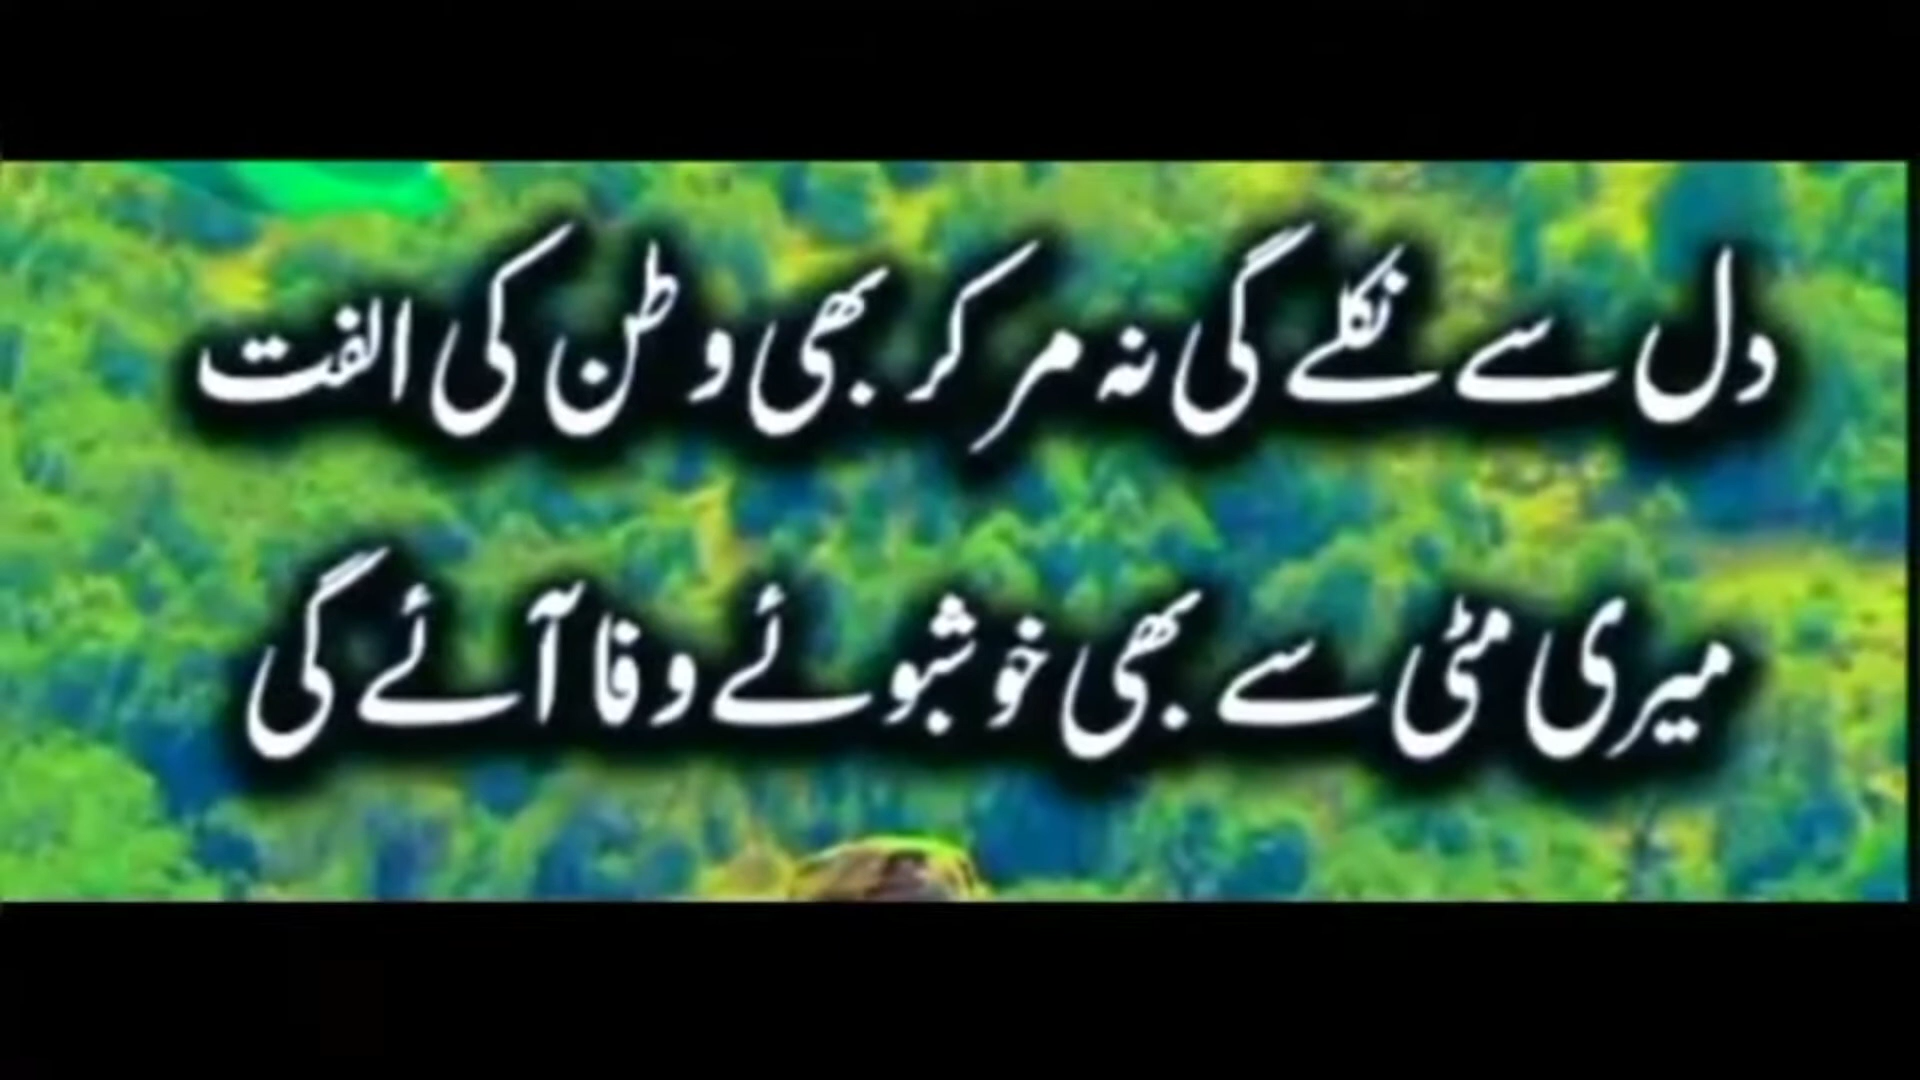 دل سے نکلے گی نہ مر کر بھی وطن کی الفت
میری مٹی سے بھی خوشبوئے وفا آئے گی